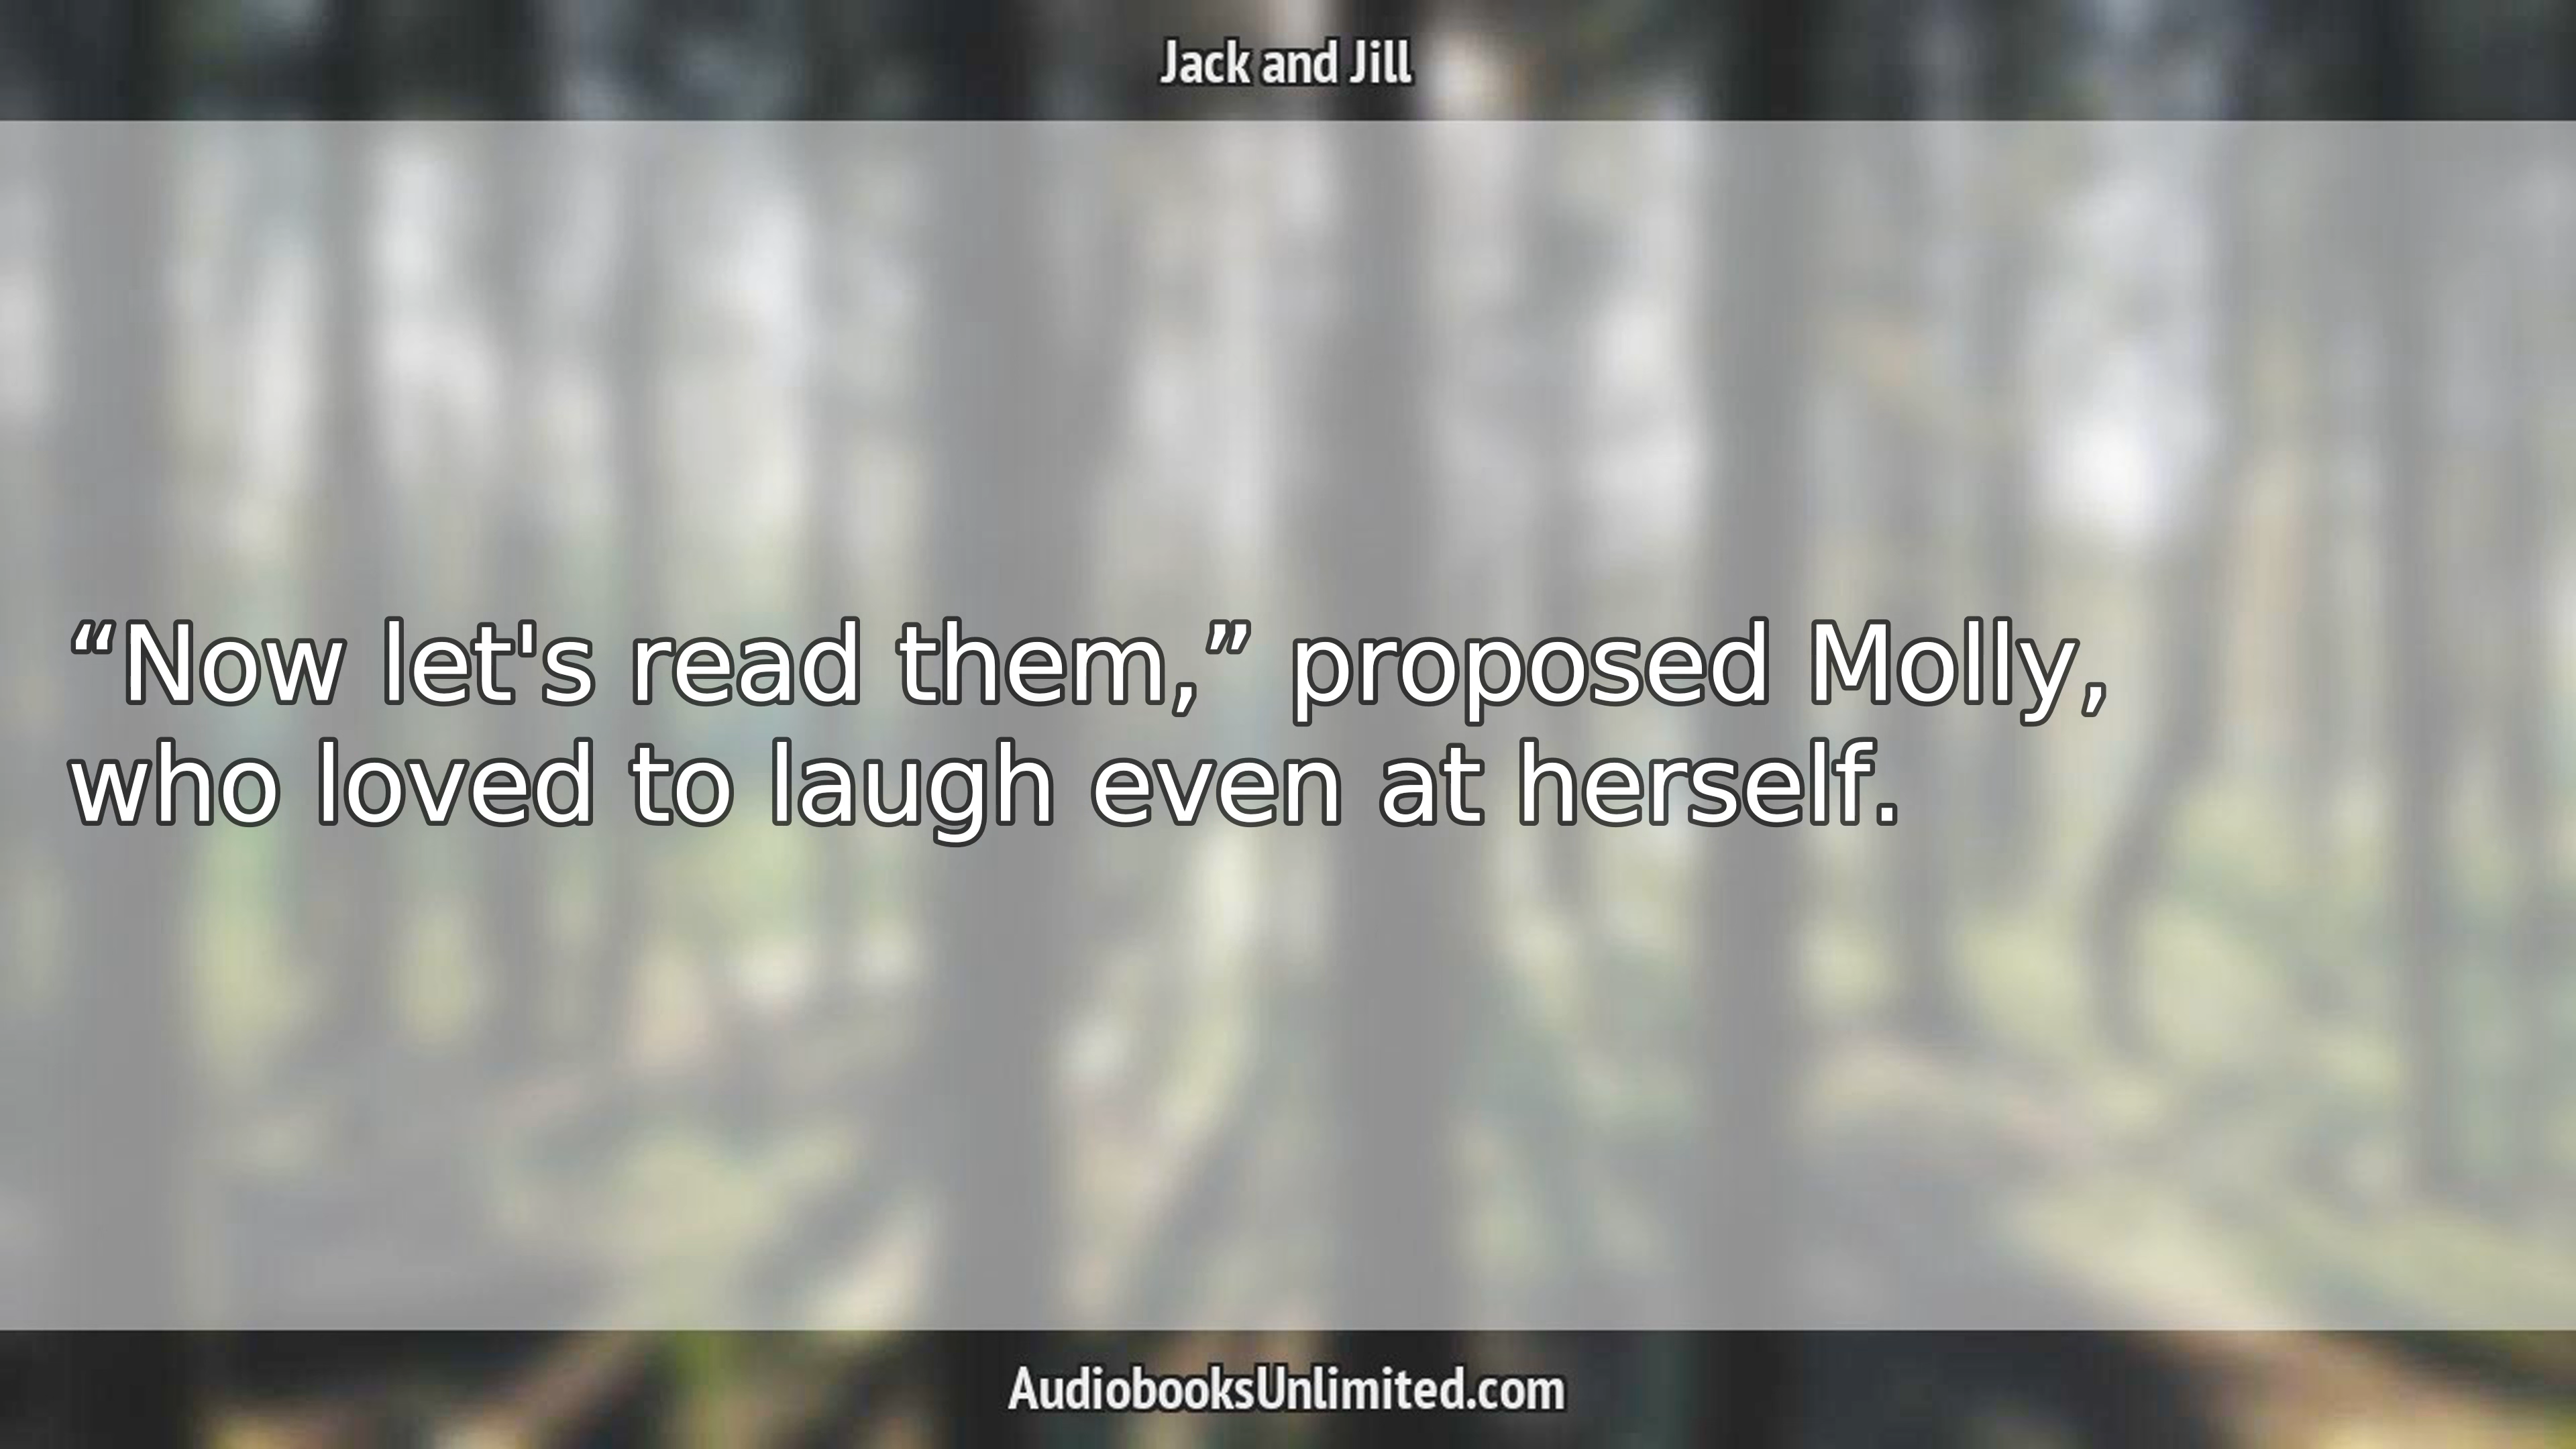 Jack and Jill
“Now let's read them,” proposed Molly,
who loved to laugh even at herself.
AudiobooksUnlimited.com